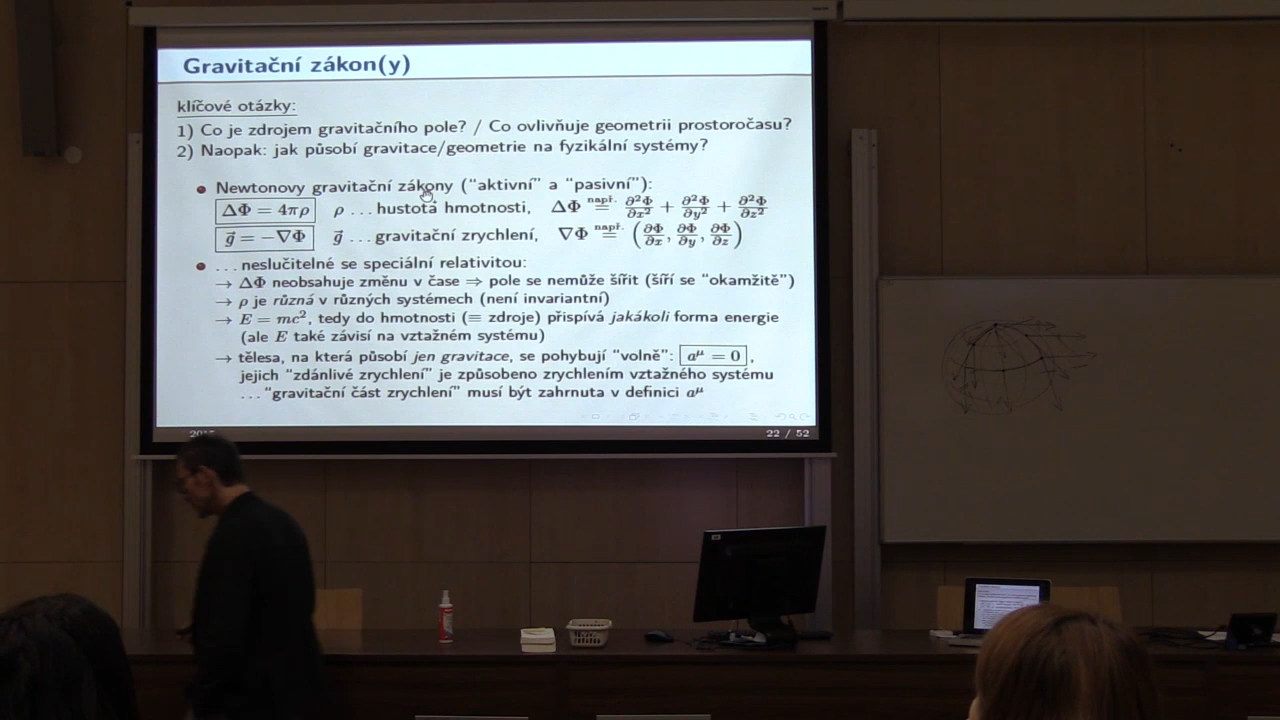 Gravitační zákon(y)
klíčové otázky:
1) Co je zdrojem gravitačního pole? / Co ovlivňuje geometrii prostoročasu?
2) Naopak: jak působí gravitace/geometrie na fyzikální systémy?
• Newtonovy gravitační zákony (“aktivní” a “pasivní”):
ΔΦ = 4πρ ρ ... hustota hmotnosti, ΔΦ např. = ∂²Φ/∂x² + ∂²Φ/∂y² + ∂²Φ/∂z²
g⃗ = −∇Φ g⃗ ... gravitační zrychlení, ∇Φ např. = (∂Φ/∂x, ∂Φ/∂y, ∂Φ/∂z)
• ... neslučitelné se speciální relativitou:
→ ΔΦ neobsahuje změnu v čase ⇒ pole se nemůže šířit (šíří se “okamžitě”)
→ ρ je různá v různých systémech (není invariantní)
→ E = mc², tedy do hmotnosti (≡ zdroje) přispívá jakákoli forma energie
(ale E také závisí na vztažném systému)
→ tělesa, na která působí jen gravitace, se pohybují “volně”: a^μ = 0 ,
jejich “zdánlivé zrychlení” je způsobeno zrychlením vztažného systému
... “gravitační část zrychlení” musí být zahrnuta v definici a^μ
22 / 52